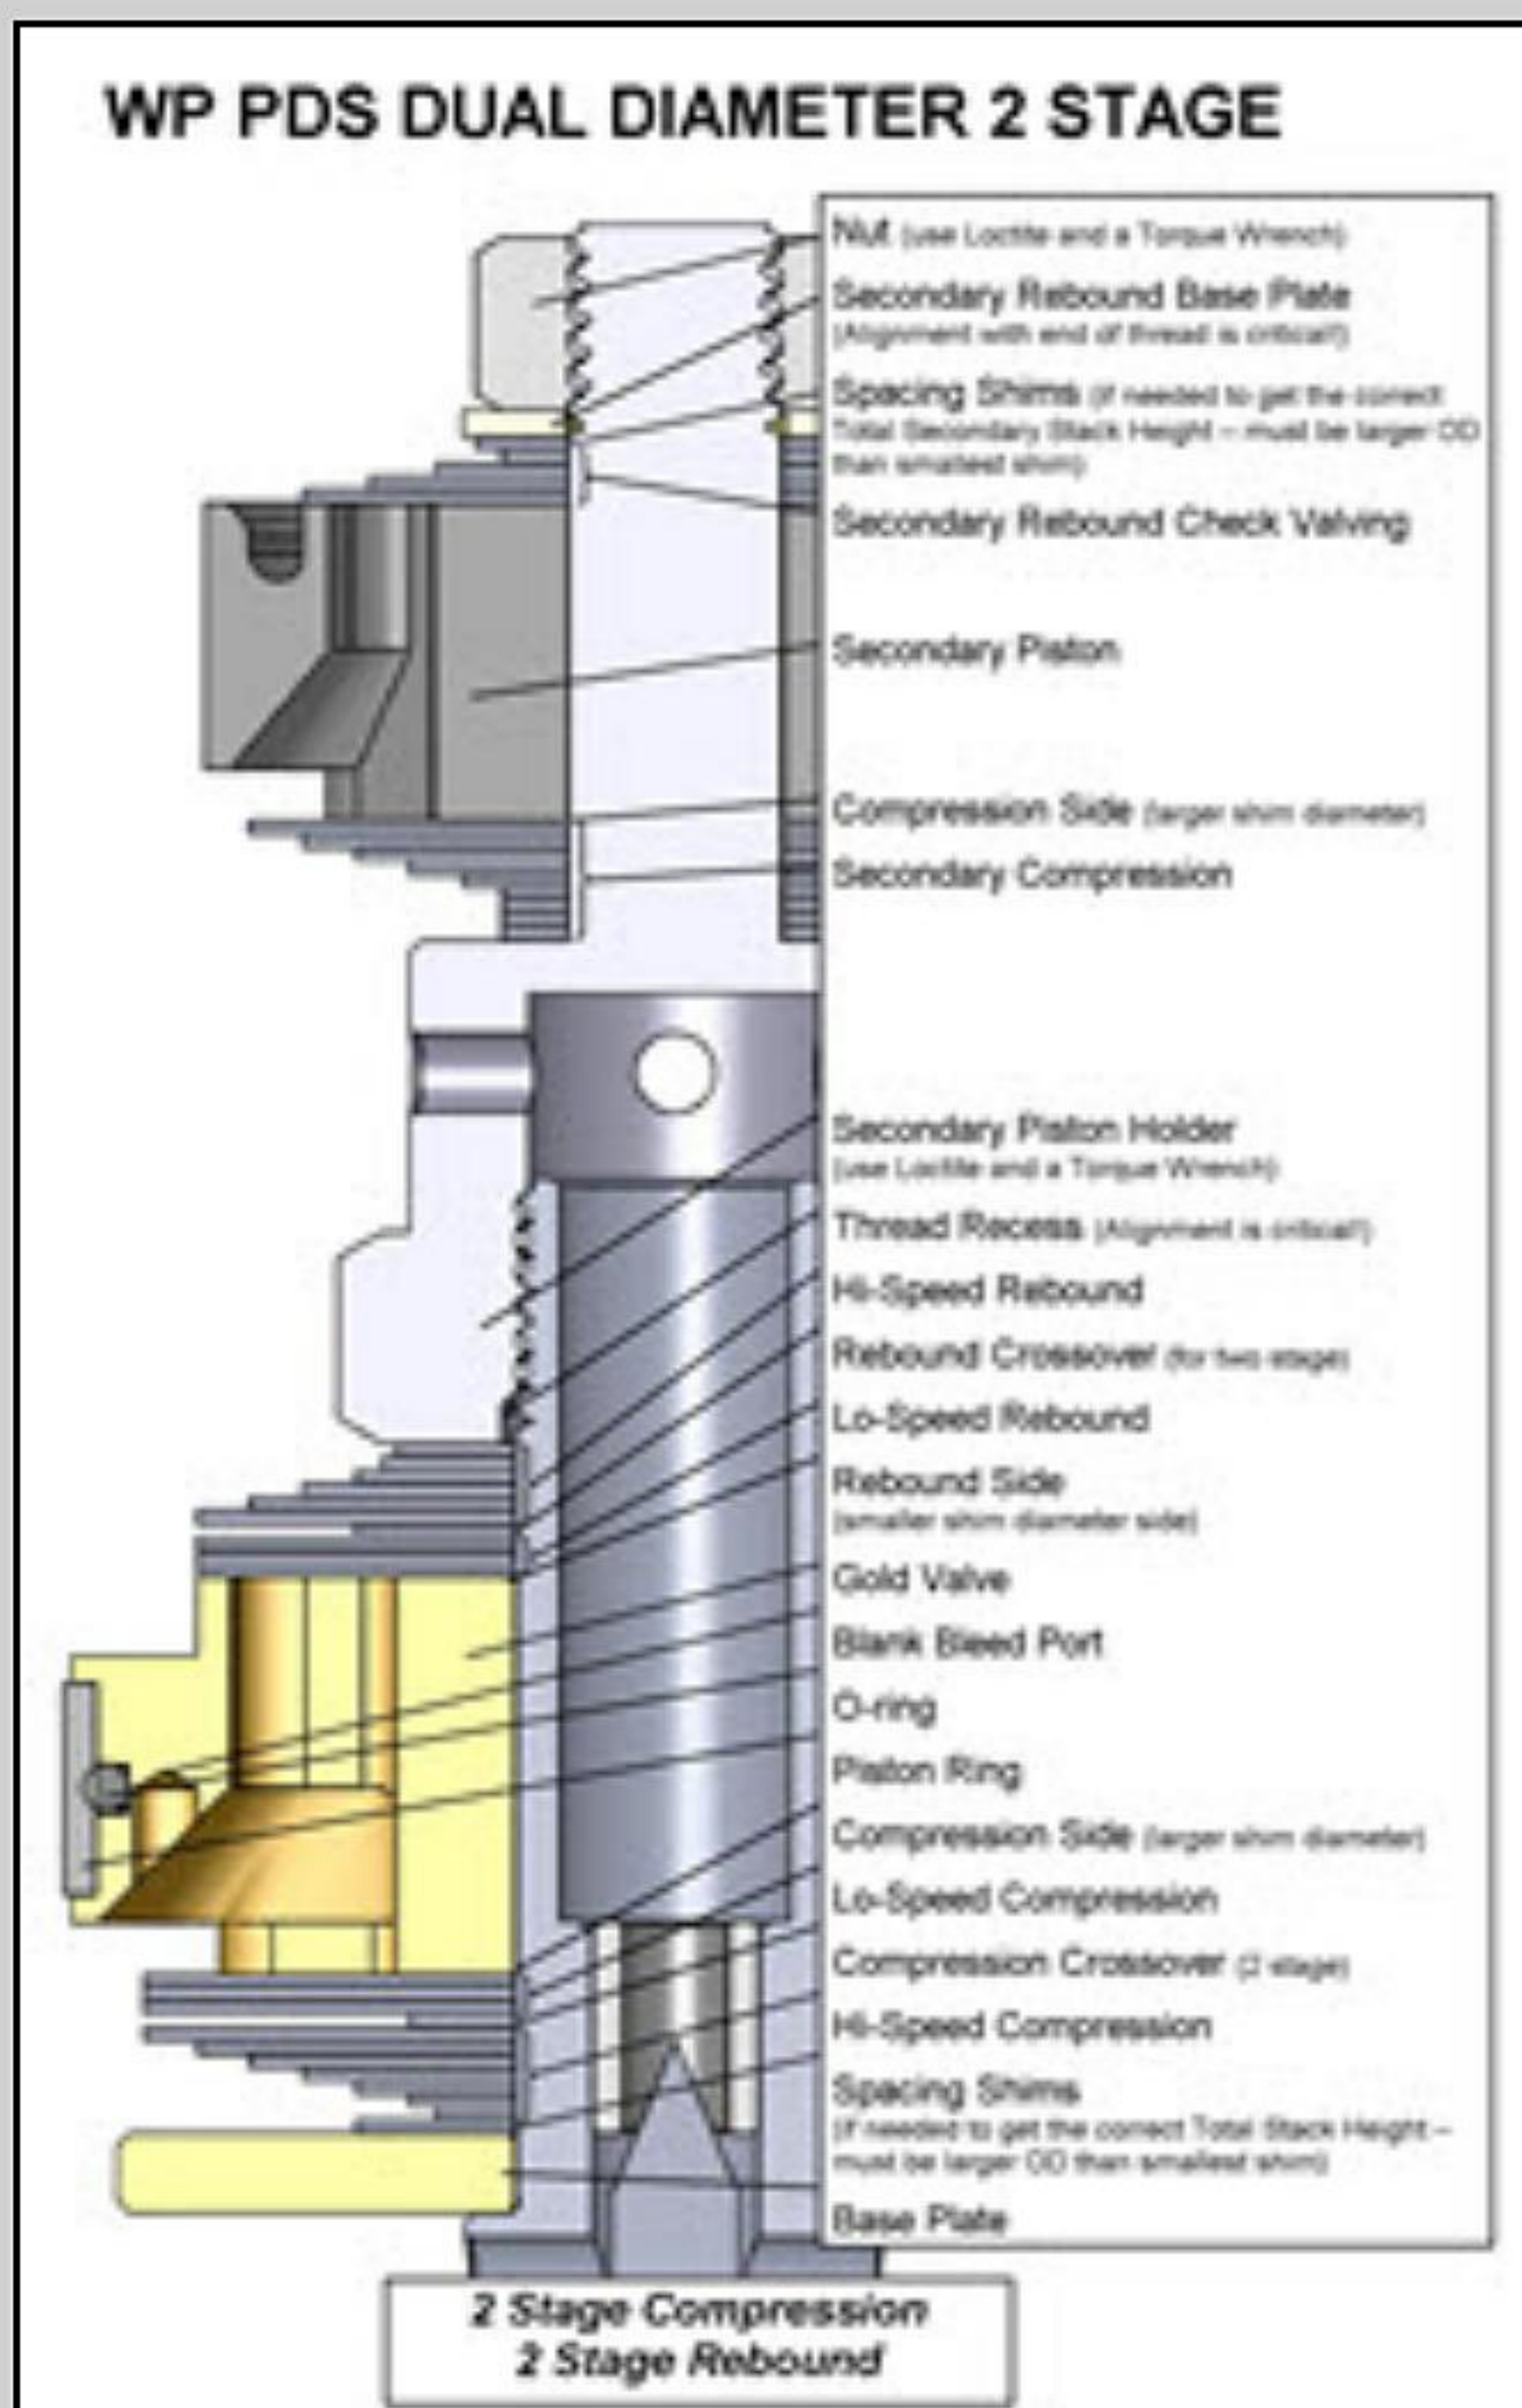 WP PDS DUAL DIAMETER 2 STAGE
Nut (use Loctite and a Torque Wrench)
Secondary Rebound Base Plate
(Alignment with end of thread is critical!)
Spacing Shims (if needed to get the correct
Total Secondary Stack Height – must be larger OD
than smallest shim)
Secondary Rebound Check Valving
Secondary Piston
Compression Side (larger shim diameter)
Secondary Compression
Secondary Piston Holder
(use Loctite and a Torque Wrench)
Thread Recess (Alignment is critical!)
Hi-Speed Rebound
Rebound Crossover (for two stage)
Lo-Speed Rebound
Rebound Side
(smaller shim diameter side)
Gold Valve
Blank Bleed Port
O-ring
Piston Ring
Compression Side (larger shim diameter)
Lo-Speed Compression
Compression Crossover (2 stage)
Hi-Speed Compression
Spacing Shims
(if needed to get the correct Total Stack Height –
must be larger OD than smallest shim)
Base Plate
2 Stage Compression
2 Stage Rebound